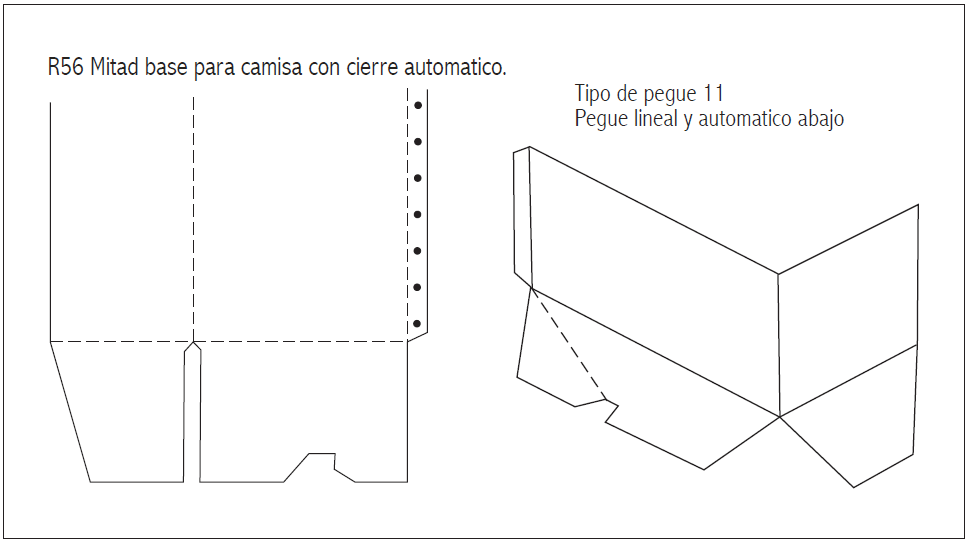 R56 Mitad base para camisa con cierre automatico.
Tipo de pegue 11
Pegue lineal y automatico abajo